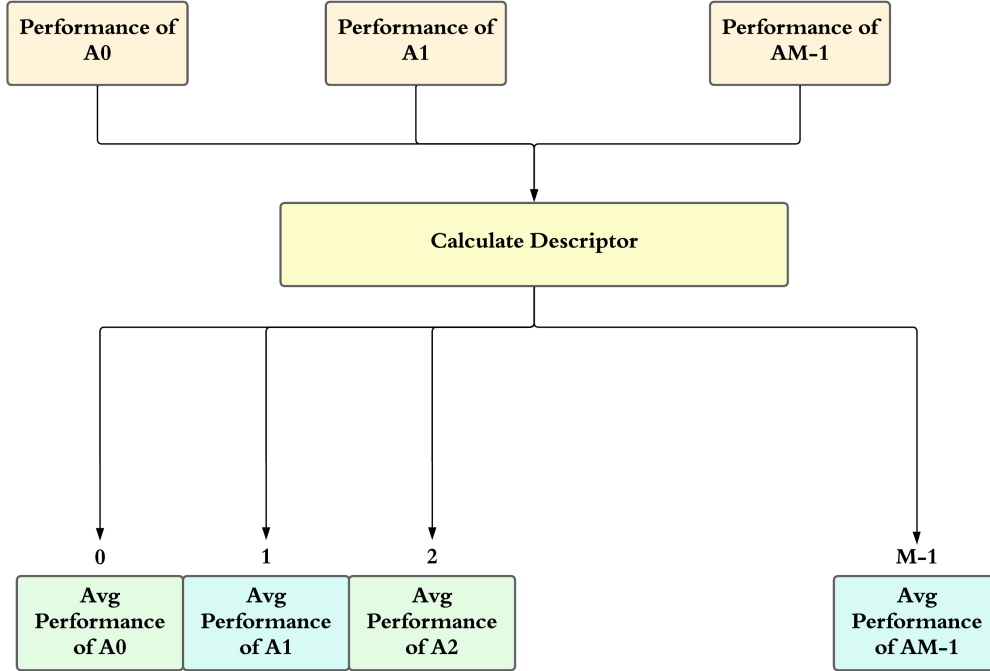 Performance of
A0
Performance of
A1
Performance of
AM-1
Calculate Descriptor
0
1
2
M-1
Avg
Performance
of A0
Avg
Performance
of A1
Avg
Performance
of A2
Avg
Performance
of AM-1